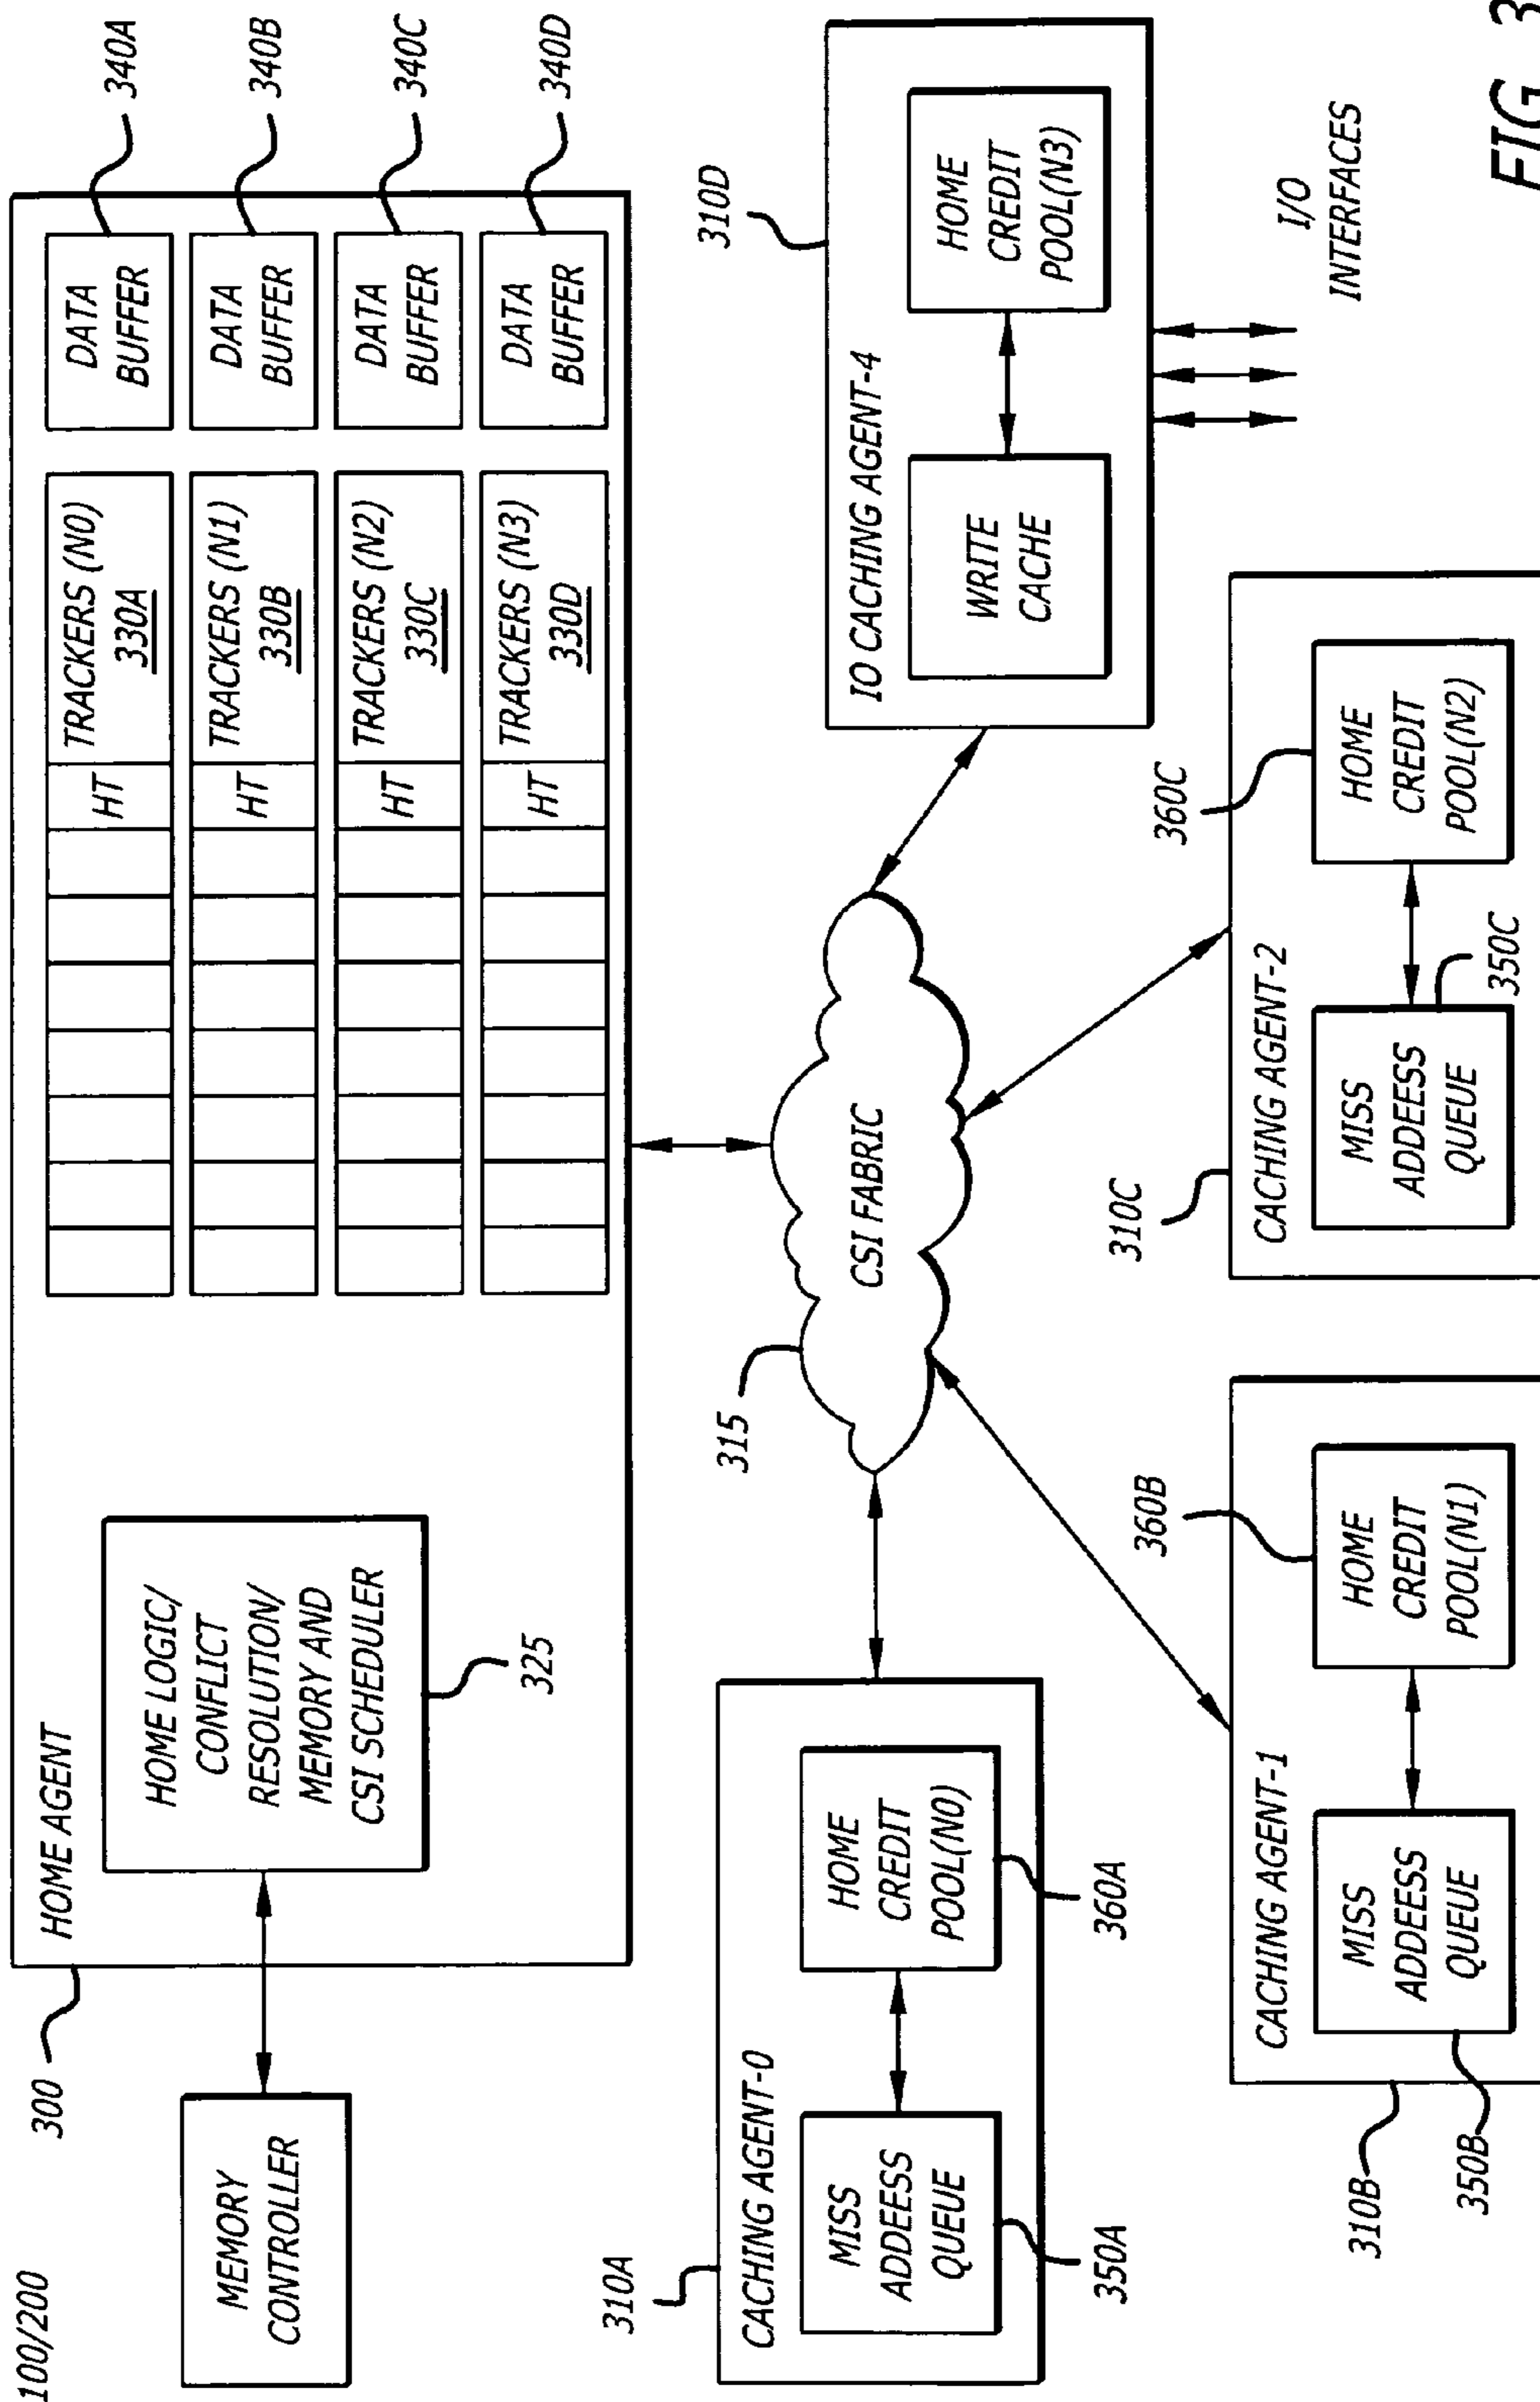 100/200
300
HOME AGENT
MEMORY
CONTROLLER
HOME LOGIC/
CONFLICT
RESOLUTION/
MEMORY AND
CSI SCHEDULER
325
HT
TRACKERS (N0)
330A
DATA
BUFFER
340A
HT
TRACKERS (N1)
330B
DATA
BUFFER
340B
HT
TRACKERS (N2)
330C
DATA
BUFFER
340C
HT
TRACKERS (N3)
330D
DATA
BUFFER
340D
310A
CACHING AGENT-0
MISS
ADDEESS
QUEUE
350A
HOME
CREDIT
POOL(N0)
360A
315
CSI FABRIC
310D
IO CACHING AGENT-4
WRITE
CACHE
HOME
CREDIT
POOL(N3)
I/O
INTERFACES
310B
CACHING AGENT-1
MISS
ADDEESS
QUEUE
350B
HOME
CREDIT
POOL(N1)
360B
310C
CACHING AGENT-2
MISS
ADDEESS
QUEUE
350C
HOME
CREDIT
POOL(N2)
360C
FIG. 3